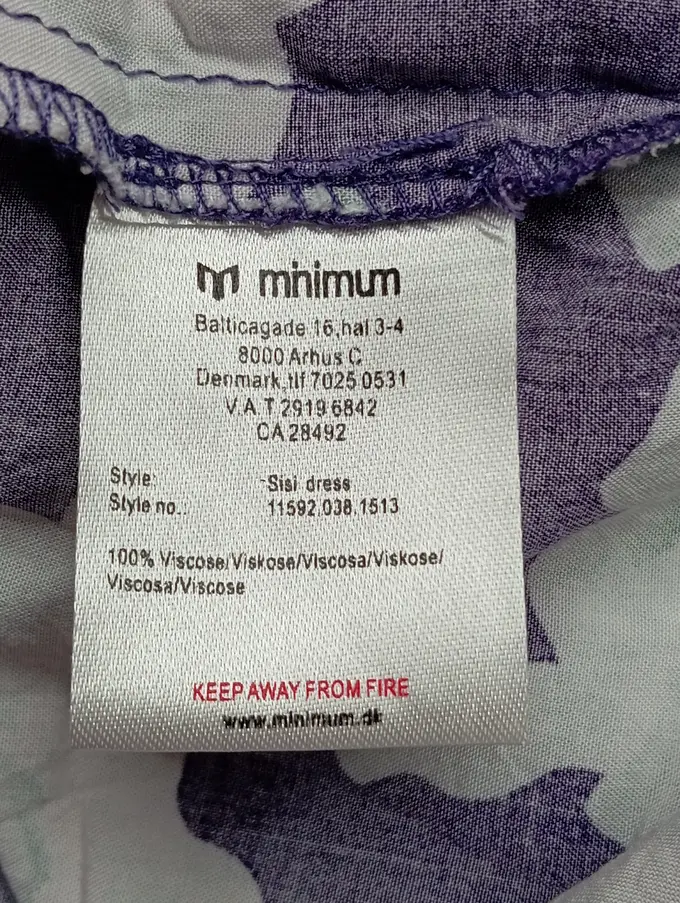 minimum
Balticagade 16,hal 3-4
8000 Arhus C
Denmark.tlf 7025 0531
V.A.T 2919 6842
CA 28492
Style: Sisi dress
Style no.: 11592.038.1513
100% Viscose/Viskose/Viscosa/Viskose/
Viscosa/Viscose
KEEP AWAY FROM FIRE
www.minimum.dk